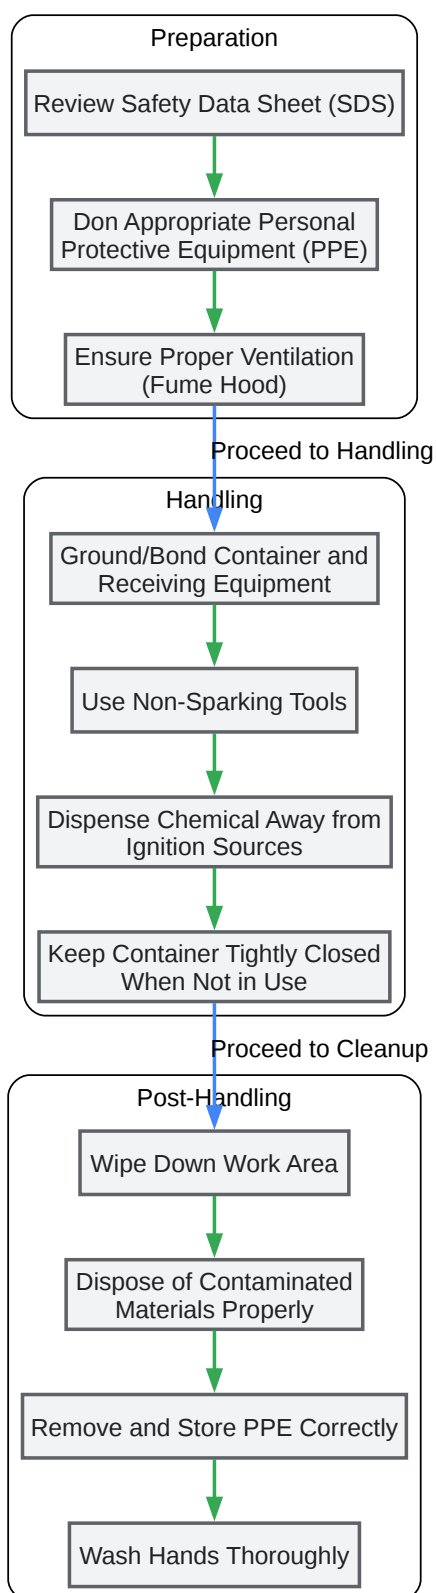 Preparation
Review Safety Data Sheet (SDS)
Don Appropriate Personal
Protective Equipment (PPE)
Ensure Proper Ventilation
(Fume Hood)
Proceed to Handling
Handling
Ground/Bond Container and
Receiving Equipment
Use Non-Sparking Tools
Dispense Chemical Away from
Ignition Sources
Keep Container Tightly Closed
When Not in Use
Proceed to Cleanup
Post-Handling
Wipe Down Work Area
Dispose of Contaminated
Materials Properly
Remove and Store PPE Correctly
Wash Hands Thoroughly